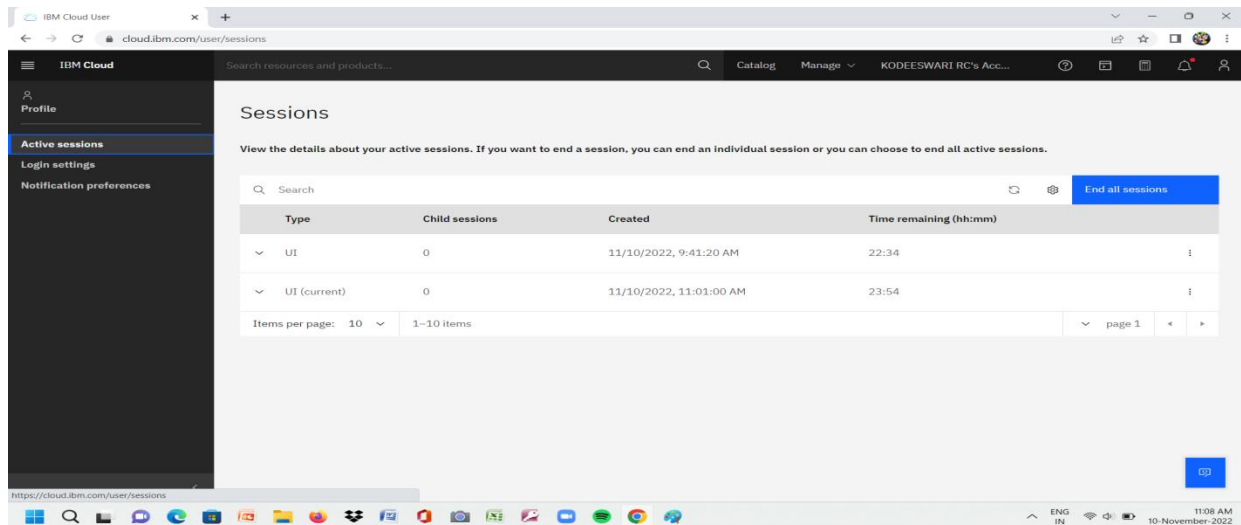 IBM Cloud User
cloud.ibm.com/user/sessions
IBM Cloud
Search resources and products...
Catalog
Manage
KODEESWARI RC's Acc...
Profile
Active sessions
Login settings
Notification preferences
Sessions
View the details about your active sessions. If you want to end a session, you can end an individual session or you can choose to end all active sessions.
Search
End all sessions
Type Child sessions Created Time remaining (hh:mm)
UI 0 11/10/2022, 9:41:20 AM 22:34
UI (current) 0 11/10/2022, 11:01:00 AM 23:54
Items per page: 10 1–10 items page 1
https://cloud.ibm.com/user/sessions
ENG
IN
11:08 AM
10-November-2022